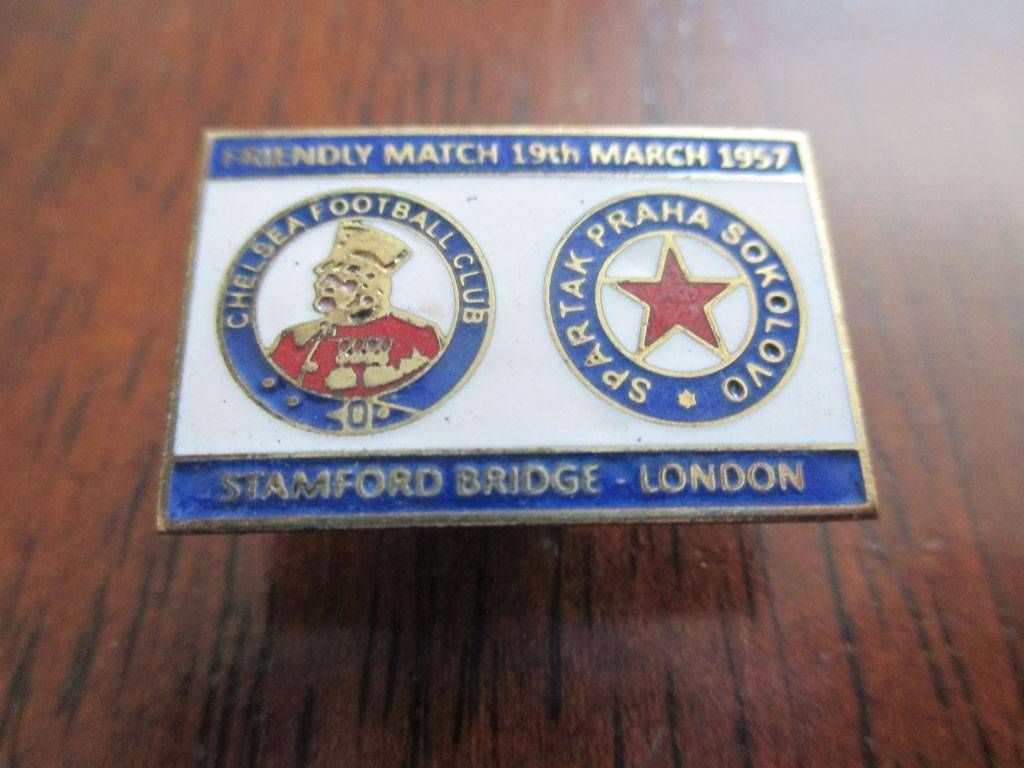 FRIENDLY MATCH 19th MARCH 1957
CHELSEA FOOTBALL CLUB
SPARTAK PRAHA SOKOLOVO
STAMFORD BRIDGE - LONDON